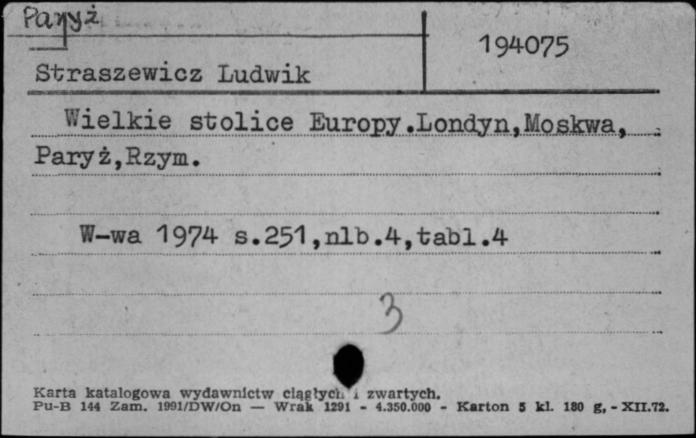 Paryż
194075
Straszewicz Ludwik
Wielkie stolice Europy.Londyn,Moskwa,
Paryż,Rzym.
W-wa 1974 s.251,nlb.4,tabl.4
3
Karta katalogowa wydawnictw ciągłych i zwartych.
Pu-B 144 Zam. 1991/DW/On — Wrak 1291 - 4.350.000 - Karton 5 kl. 180 g, - XII.72.